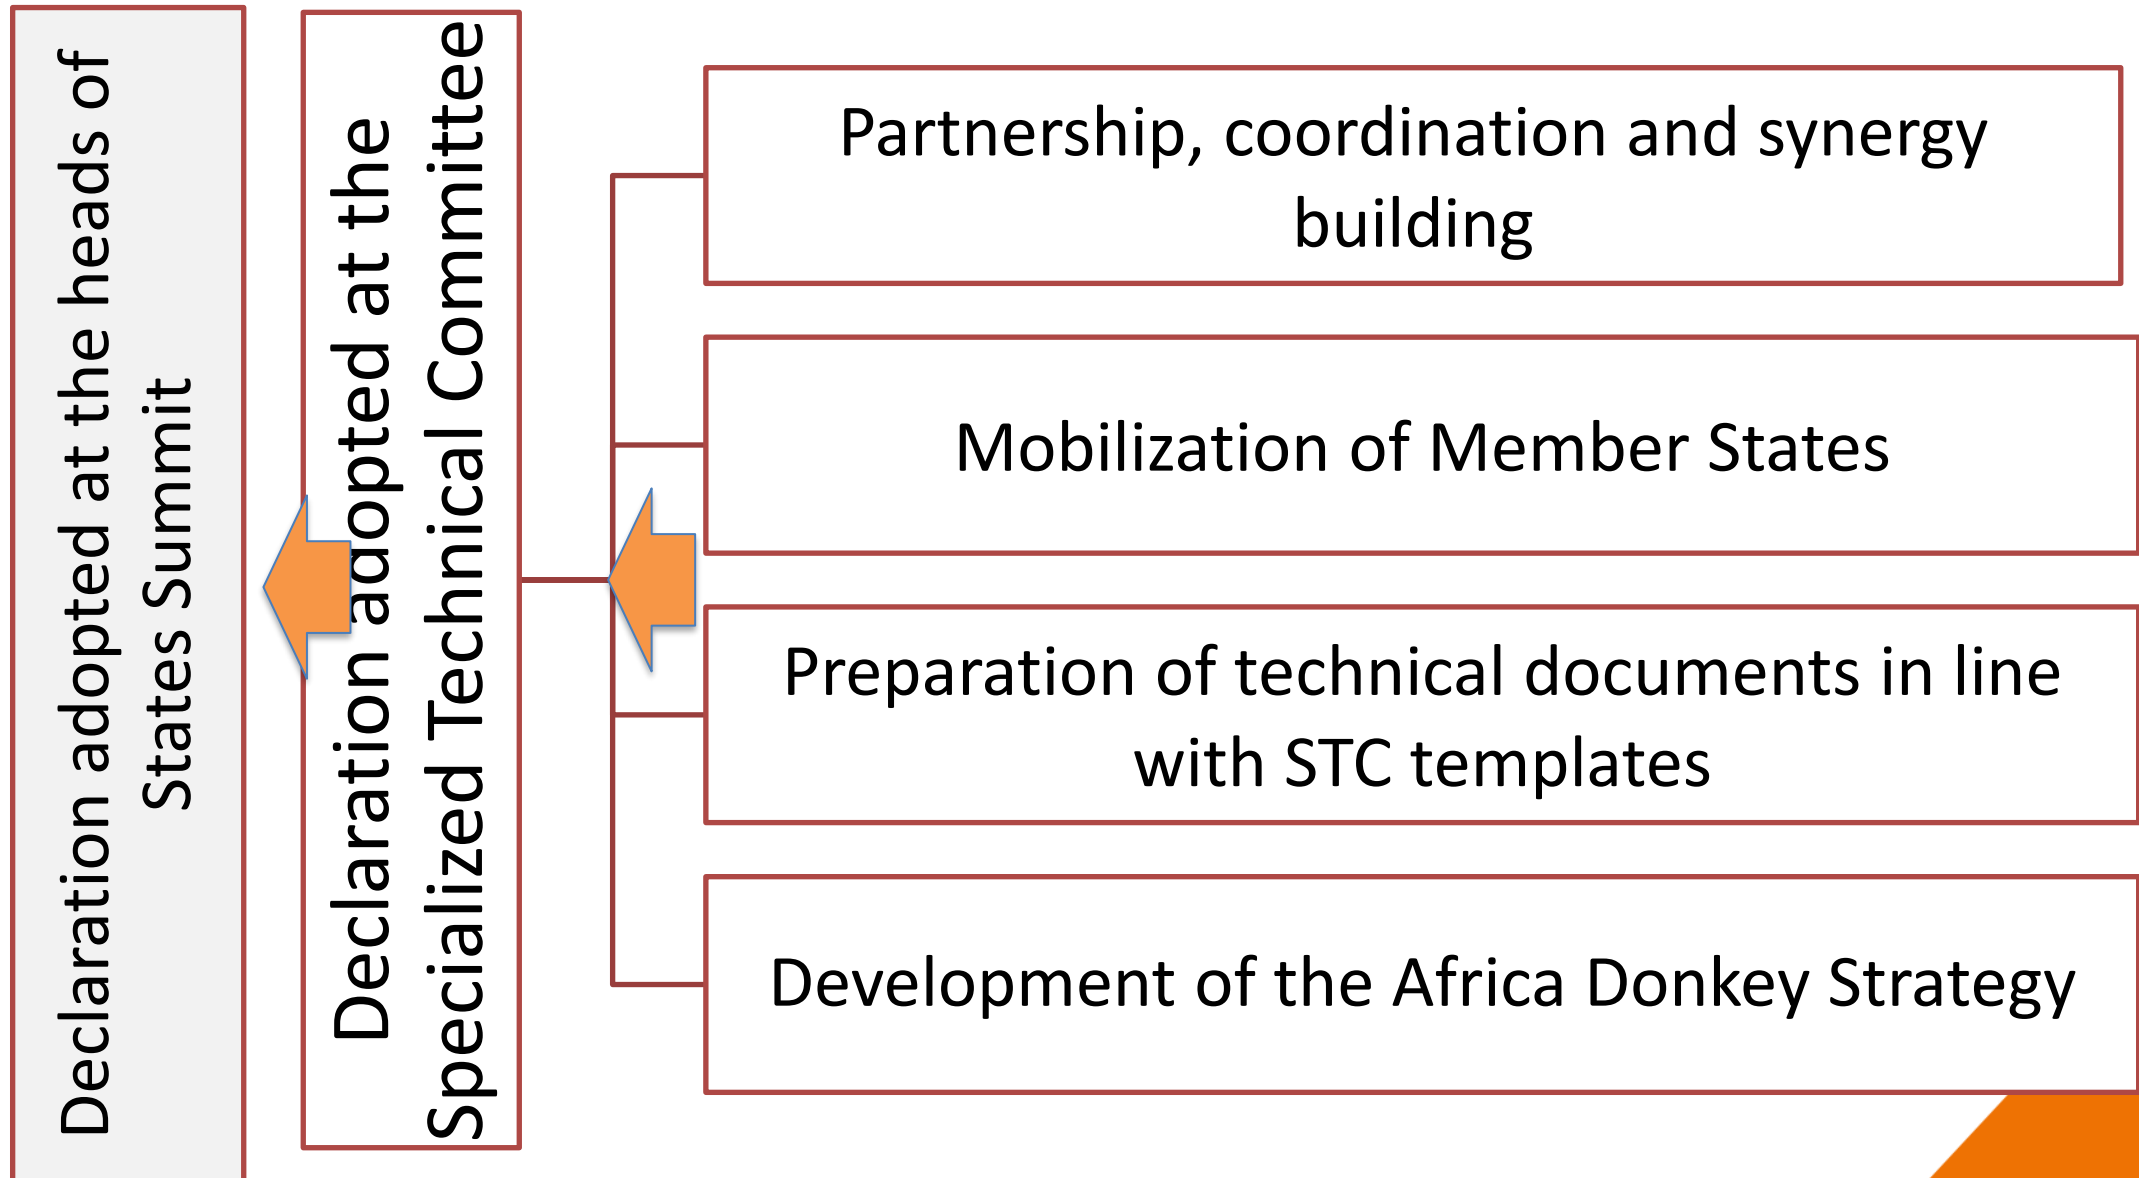 Declaration adopted at the heads of
States Summit
Declaration adopted at the
Specialized Technical Committee
Partnership, coordination and synergy
building
Mobilization of Member States
Preparation of technical documents in line
with STC templates
Development of the Africa Donkey Strategy